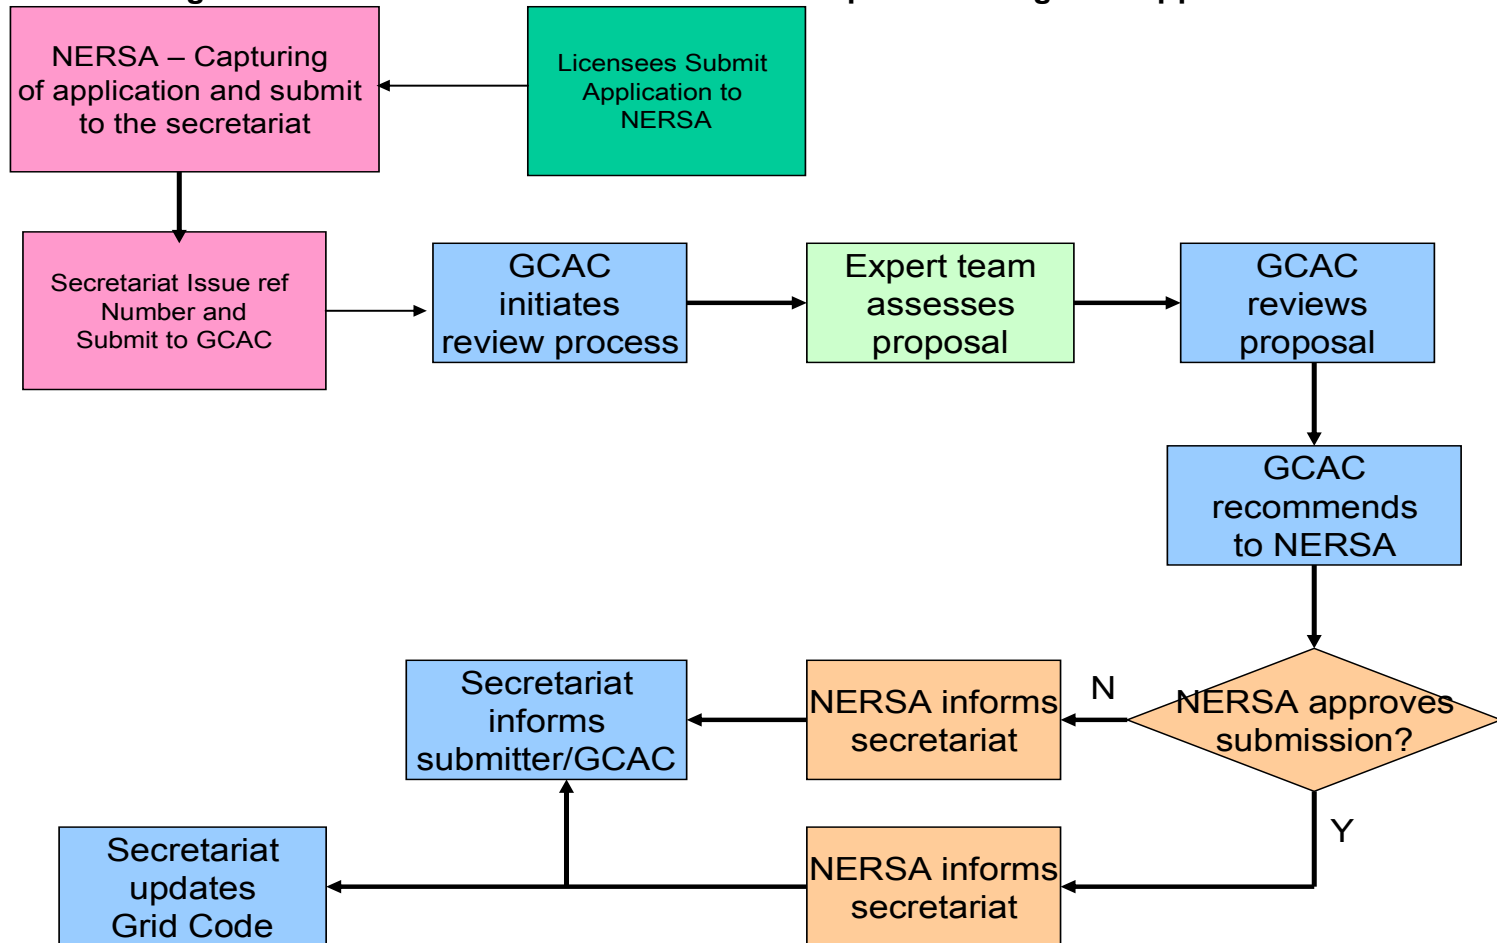 NERSA – Capturing
of application and submit
to the secretariat
Licensees Submit
Application to
NERSA
Secretariat Issue ref
Number and
Submit to GCAC
GCAC
initiates
review process
Expert team
assesses
proposal
GCAC
reviews
proposal
GCAC
recommends
to NERSA
Secretariat
informs
submitter/GCAC
NERSA informs
secretariat
N
NERSA approves
submission?
Y
Secretariat
updates
Grid Code
NERSA informs
secretariat